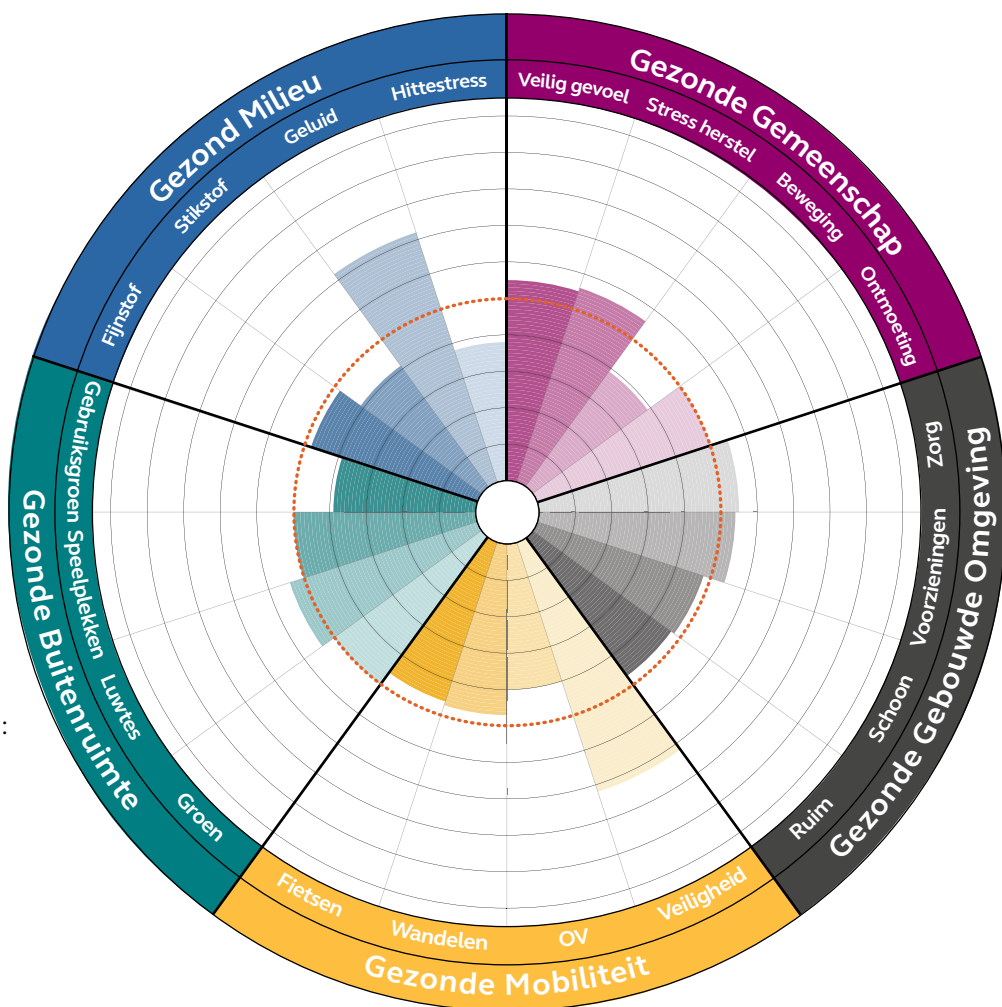 Gezond Milieu
Fijnstof
Stikstof
Geluid
Hittestress
Gezonde Gemeenschap
Veilig gevoel
Stress herstel
Beweging
Ontmoeting
Gezonde Gebouwde Omgeving
Zorg
Voorzieningen
Schoon
Ruim
Gezonde Mobiliteit
Veiligheid
OV
Wandelen
Fietsen
Gezonde Buitenruimte
Groen
Luwtes
Speelplekken
Gebruiksgroen
: